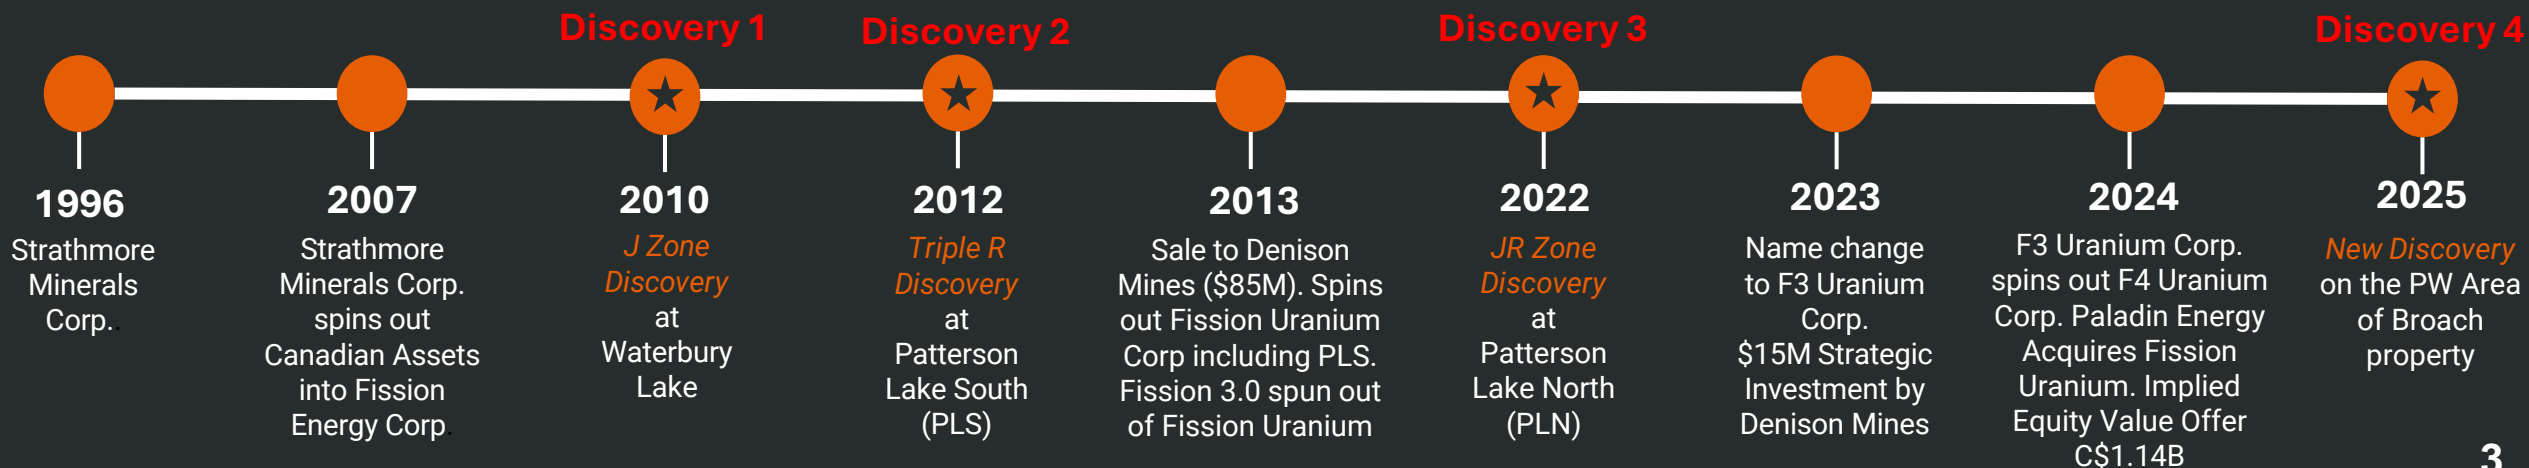 Discovery 1
Discovery 2
Discovery 3
Discovery 4
1996
Strathmore
Minerals
Corp..
2007
Strathmore
Minerals Corp.
spins out
Canadian Assets
into Fission
Energy Corp.
2010
J Zone
Discovery
at
Waterbury
Lake
2012
Triple R
Discovery
at
Patterson
Lake South
(PLS)
2013
Sale to Denison
Mines ($85M). Spins
out Fission Uranium
Corp including PLS.
Fission 3.0 spun out
of Fission Uranium
2022
JR Zone
Discovery
at
Patterson
Lake North
(PLN)
2023
Name change
to F3 Uranium
Corp.
$15M Strategic
Investment by
Denison Mines
2024
F3 Uranium Corp.
spins out F4 Uranium
Corp. Paladin Energy
Acquires Fission
Uranium. Implied
Equity Value Offer
C$1.14B
2025
New Discovery
on the PW Area
of Broach
property
3